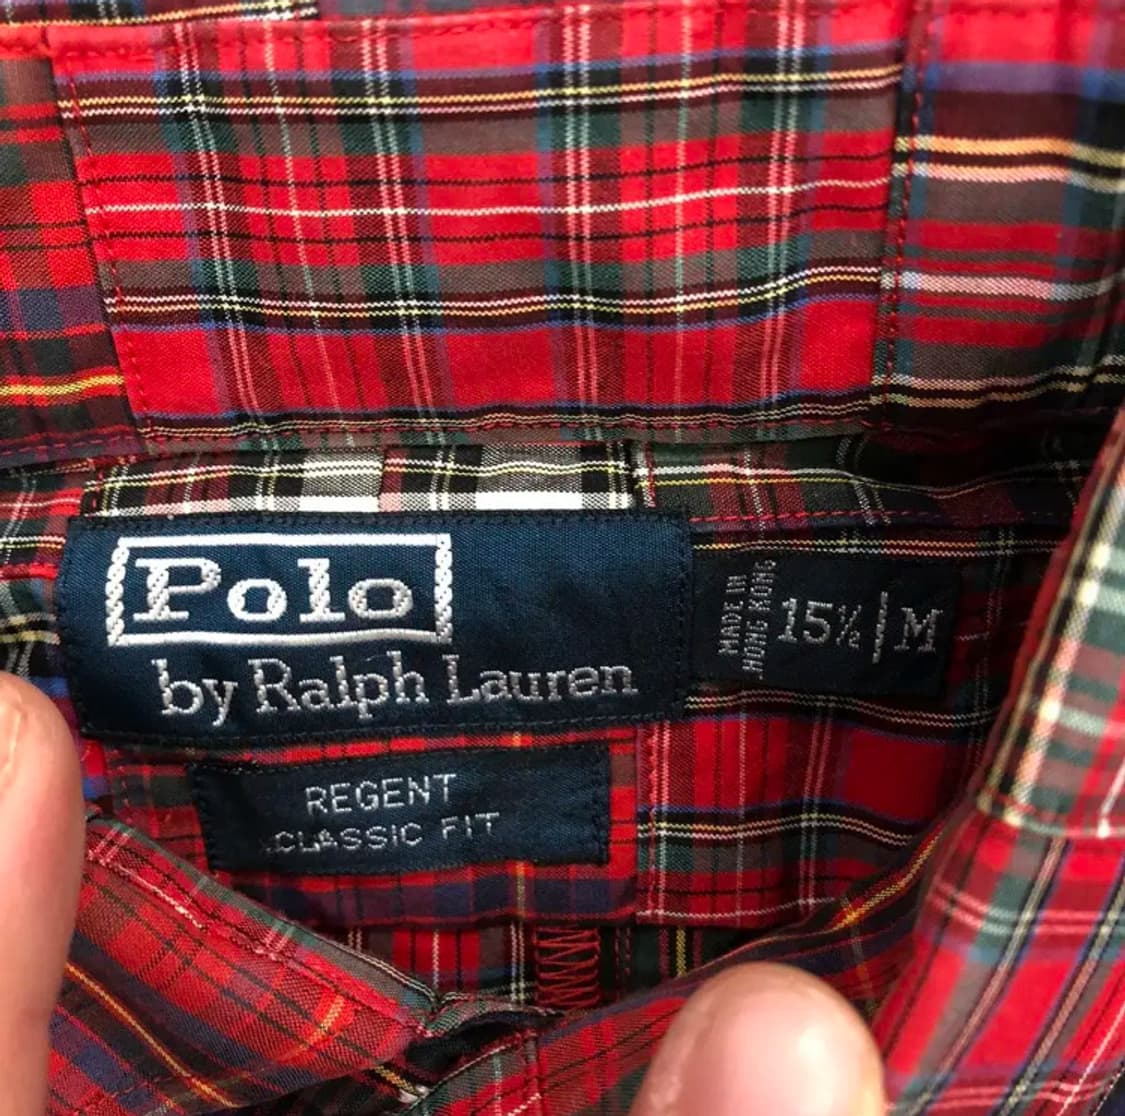 Polo
by Ralph Lauren
MADE IN
HONG KONG
15½ | M
REGENT
CLASSIC FIT